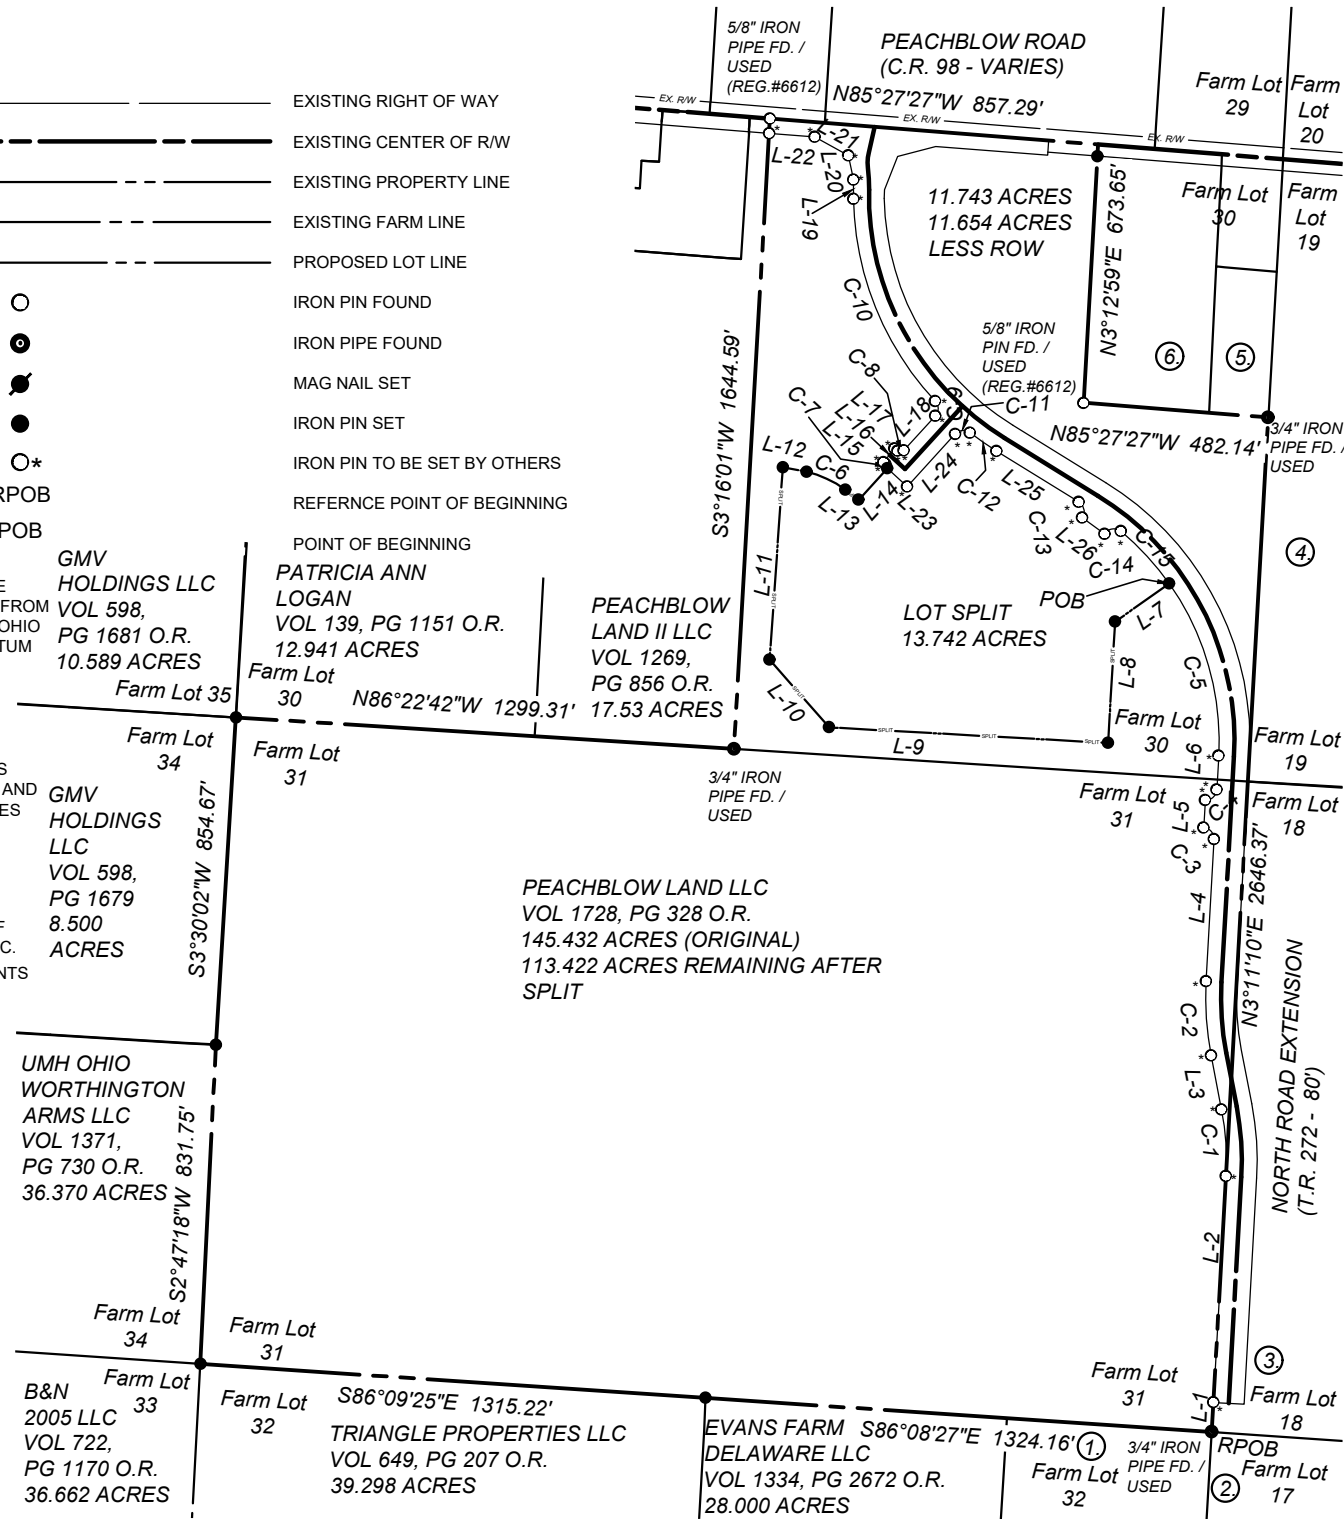 5/8" IRON
PIPE FD. /
USED
(REG.#6612)
PEACHBLOW ROAD
(C.R. 98 - VARIES)
N85°27'27"W 857.29'
Farm Lot
29
Farm
Lot
20
EX. R/W
EX. R/W
EX. R/W
EXISTING RIGHT OF WAY
EXISTING CENTER OF R/W
EXISTING PROPERTY LINE
EXISTING FARM LINE
PROPOSED LOT LINE
IRON PIN FOUND
IRON PIPE FOUND
MAG NAIL SET
IRON PIN SET
*
IRON PIN TO BE SET BY OTHERS
RPOB
REFERNCE POINT OF BEGINNING
POB
POINT OF BEGINNING
L-21
L-22
L-20
L-19
11.743 ACRES
11.654 ACRES
LESS ROW
N3°12'59"E 673.65'
Farm Lot
30
Farm
Lot
19
C-10
5/8" IRON
PIN FD. /
USED
(REG.#6612)
6.
5.
S3°16'01"W 1644.59'
C-8
C-7
L-18
L-17
L-16
L-15
C-9
C-11
N85°27'27"W 482.14'
3/4" IRON
PIPE FD. /
USED
L-12
C-6
L-13
L-14
L-23
L-24
C-12
L-25
C-13
L-26
C-14
C-15
4.
L-11
SPLIT
POB
L-7
LOT SPLIT
13.742 ACRES
L-8
SPLIT
C-5
L-10
SPLIT
L-9
SPLIT
SPLIT
SPLIT
E
FROM
OHIO
TUM
GMV
HOLDINGS LLC
VOL 598,
PG 1681 O.R.
10.589 ACRES
PATRICIA ANN
LOGAN
VOL 139, PG 1151 O.R.
12.941 ACRES
PEACHBLOW
LAND II LLC
VOL 1269,
PG 856 O.R.
17.53 ACRES
Farm Lot 35
Farm Lot
30
N86°22'42"W 1299.31'
Farm Lot
30
L-6
Farm Lot
19
Farm Lot
34
Farm Lot
31
3/4" IRON
PIPE FD. /
USED
Farm Lot
31
L-5
C-3
Farm Lot
18
S
AND
ES
GMV
HOLDINGS
LLC
VOL 598,
PG 1679
8.500
ACRES
F
C.
NTS
S3°30'02"W 854.67'
PEACHBLOW LAND LLC
VOL 1728, PG 328 O.R.
145.432 ACRES (ORIGINAL)
113.422 ACRES REMAINING AFTER
SPLIT
L-4
N3°11'10"E 2646.37'
C-2
L-3
C-1
L-2
NORTH ROAD EXTENSION
(T.R. 272 - 80')
UMH OHIO
WORTHINGTON
ARMS LLC
VOL 1371,
PG 730 O.R.
36.370 ACRES
S2°47'18"W 831.75'
Farm Lot
34
Farm Lot
31
Farm Lot
31
3.
L-1
Farm Lot
18
B&N
2005 LLC
VOL 722,
PG 1170 O.R.
36.662 ACRES
Farm Lot
33
Farm Lot
32
S86°09'25"E 1315.22'
TRIANGLE PROPERTIES LLC
VOL 649, PG 207 O.R.
39.298 ACRES
EVANS FARM
DELAWARE LLC
VOL 1334, PG 2672 O.R.
28.000 ACRES
S86°08'27"E 1324.16'
1.
Farm Lot
32
3/4" IRON
PIPE FD. /
USED
RPOB
2.
Farm Lot
17